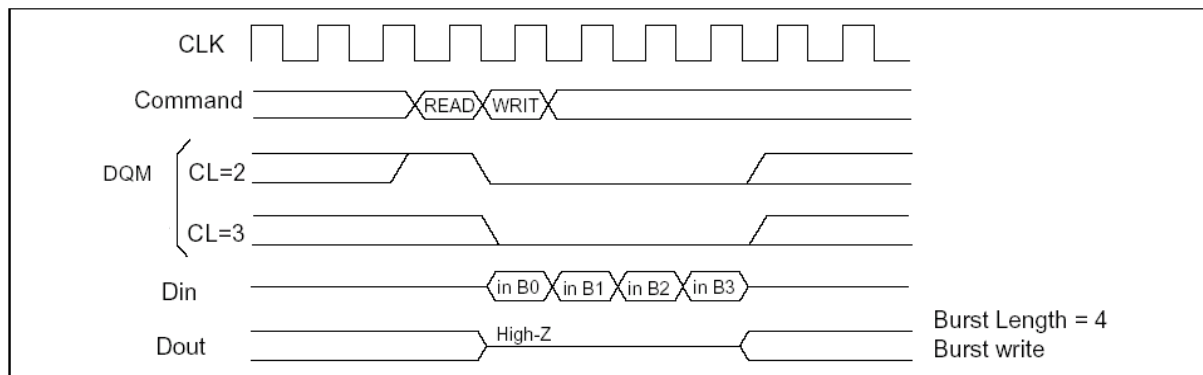 CLK
Command READ WRIT
DQM CL=2
CL=3
Din in B0 in B1 in B2 in B3
Dout High-Z
Burst Length = 4
Burst write